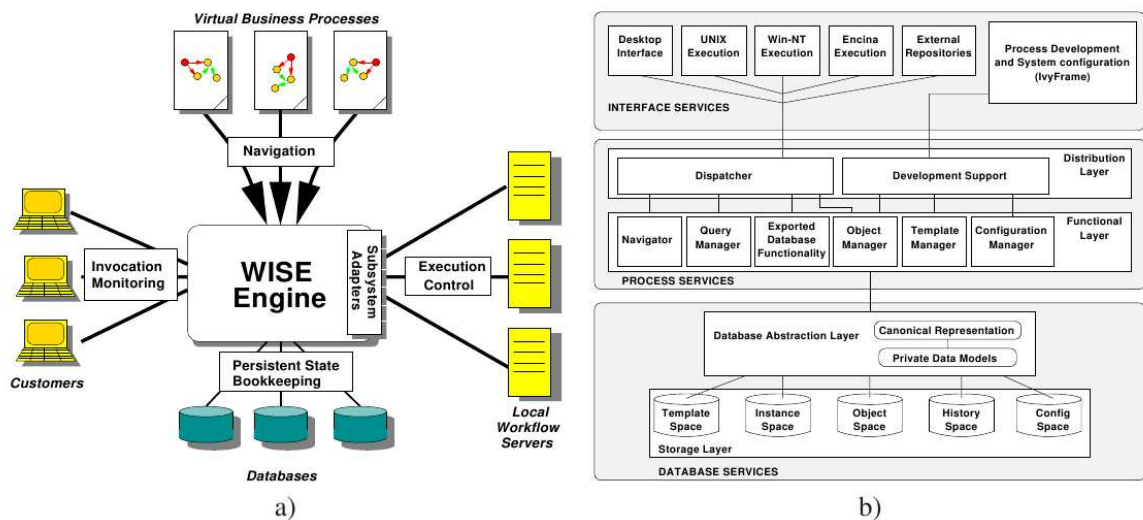 Virtual Business Processes
Navigation
Invocation
Monitoring
WISE
Engine
Subsystem
Adapters
Execution
Control
Persistent State
Bookkeeping
Customers
Databases
Local
Workflow
Servers
a)
Desktop
Interface
UNIX
Execution
Win-NT
Execution
Encina
Execution
External
Repositories
Process Development
and System configuration
(IvyFrame)
INTERFACE SERVICES
Distribution
Layer
Dispatcher
Development Support
Functional
Layer
Navigator
Query
Manager
Exported
Database
Functionality
Object
Manager
Template
Manager
Configuration
Manager
PROCESS SERVICES
Database Abstraction Layer
Canonical Representation
Private Data Models
Template
Space
Instance
Space
Object
Space
History
Space
Config
Space
Storage Layer
DATABASE SERVICES
b)